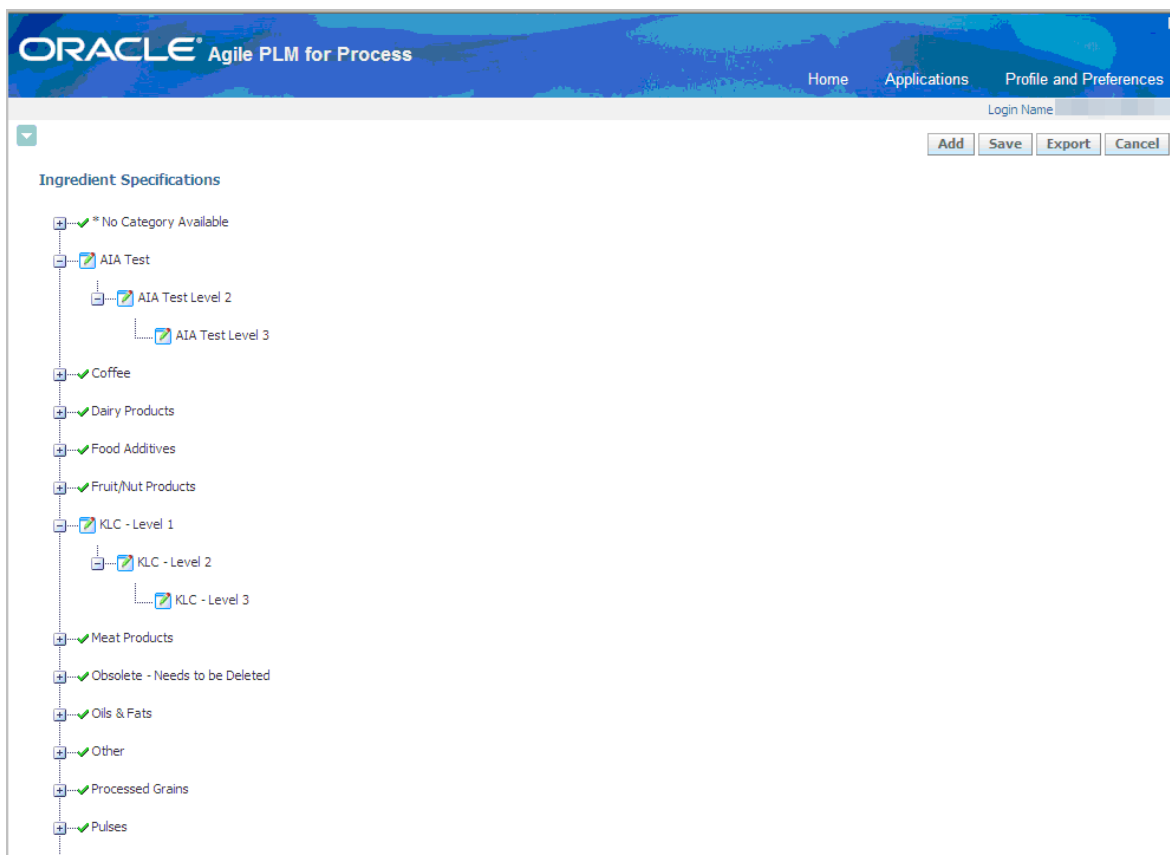 ORACLE® Agile PLM for Process
Home Applications Profile and Preferences
Login Name
Add Save Export Cancel
Ingredient Specifications
* No Category Available
AIA Test
AIA Test Level 2
AIA Test Level 3
Coffee
Dairy Products
Food Additives
Fruit/Nut Products
KLC - Level 1
KLC - Level 2
KLC - Level 3
Meat Products
Obsolete - Needs to be Deleted
Oils & Fats
Other
Processed Grains
Pulses